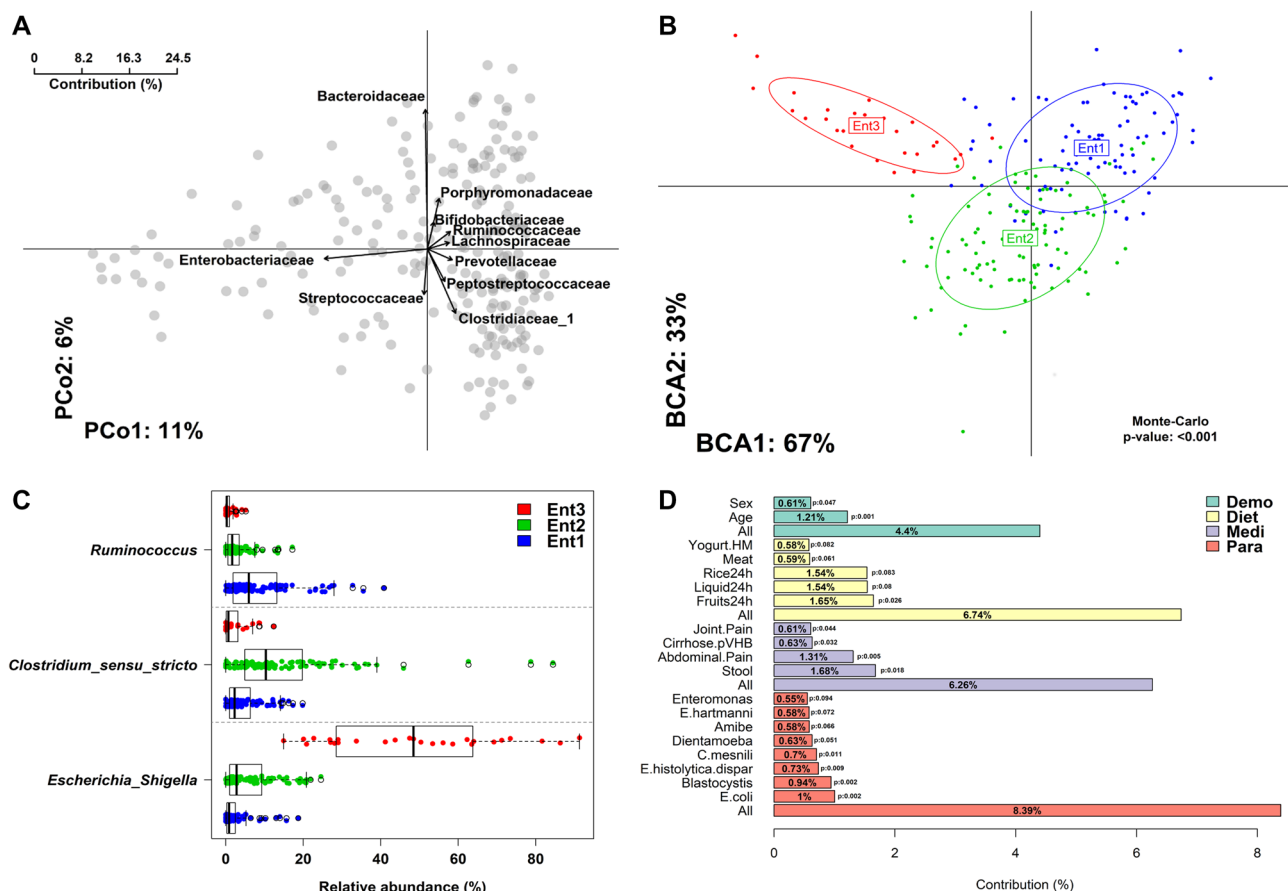 A
0 8.2 16.3 24.5
Contribution (%)
Bacteroidaceae
Porphyromonadaceae
Bifidobacteriaceae
Ruminococcaceae
Lachnospiraceae
Enterobacteriaceae
Prevotellaceae
Peptostreptococcaceae
Streptococcaceae
Clostridiaceae_1
PCo2: 6%
PCo1: 11%
B
Ent3
Ent1
Ent2
BCA2: 33%
BCA1: 67%
Monte-Carlo
p-value: <0.001
C
Ent3
Ent2
Ent1
Ruminococcus
Clostridium_sensu_stricto
Escherichia_Shigella
0 20 40 60 80
Relative abundance (%)
D
Demo
Diet
Medi
Para
Sex 0.61% p:0.047
Age 1.21% p:0.001
All 4.4%
Yogurt.HM 0.58% p:0.082
Meat 0.59% p:0.061
Rice24h 1.54% p:0.083
Liquid24h 1.54% p:0.08
Fruits24h 1.65% p:0.026
All 6.74%
Joint.Pain 0.61% p:0.044
Cirrhose.pVHB 0.63% p:0.032
Abdominal.Pain 1.31% p:0.005
Stool 1.68% p:0.018
All 6.26%
Enteromonas 0.55% p:0.094
E.hartmanni 0.58% p:0.072
Amibe 0.58% p:0.066
Dientamoeba 0.63% p:0.051
C.mesnili 0.7% p:0.011
E.histolytica.dispar 0.73% p:0.009
Blastocystis 0.94% p:0.002
E.coli 1% p:0.002
All 8.39%
0 2 4 6 8
Contribution (%)